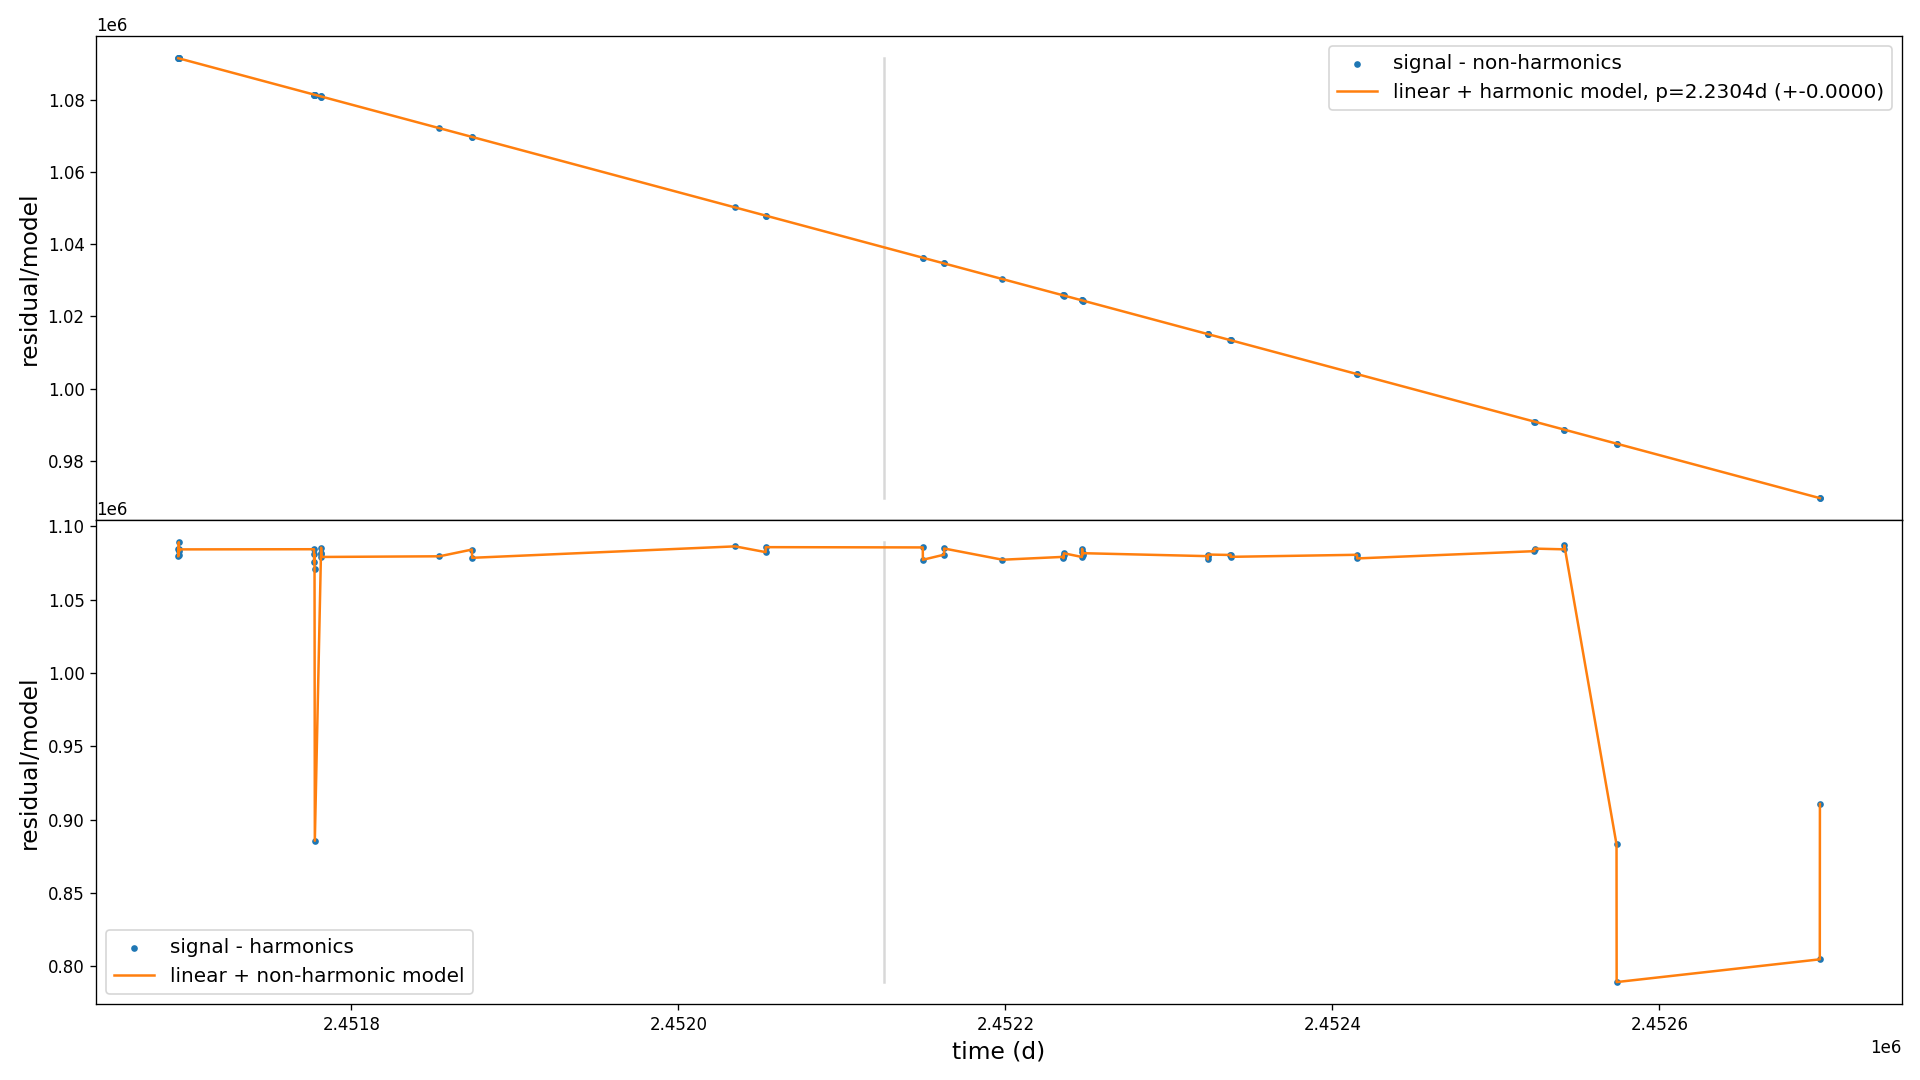 1e6
signal - non-harmonics
linear + harmonic model, p=2.2304d (+-0.0000)
1.08
1.06
1.04
1.02
1.00
0.98
residual/model
1e6
1.10
1.05
1.00
0.95
0.90
0.85
0.80
residual/model
signal - harmonics
linear + non-harmonic model
2.4518
2.4520
2.4522
2.4524
2.4526
time (d)
1e6